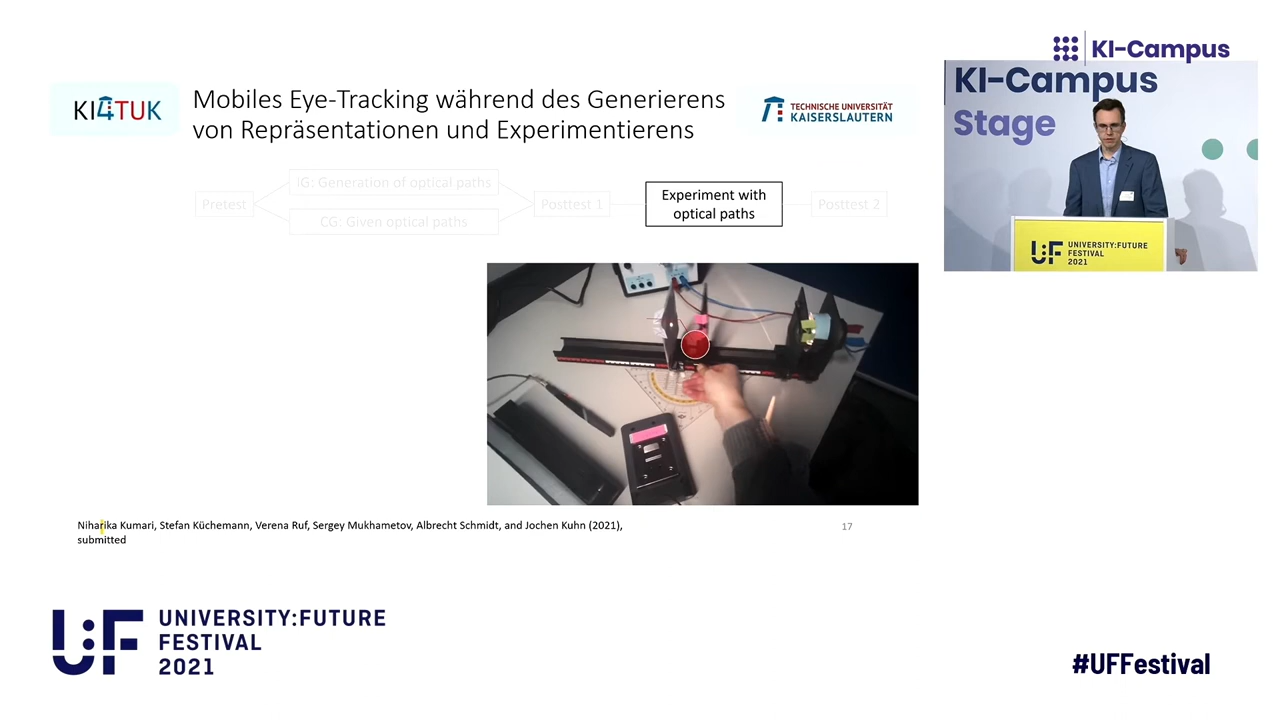 KI-Campus
KI-Campus
Stage
KI4TUK
Mobiles Eye-Tracking während des Generierens
von Repräsentationen und Experimentierens
TECHNISCHE UNIVERSITÄT
KAISERSLAUTERN
Pretest
IG: Generation of optical paths
CG: Given optical paths
Posttest 1
Experiment with
optical paths
Posttest 2
U:F
UNIVERSITY:FUTURE
FESTIVAL
2021
Niharika Kumari, Stefan Küchemann, Verena Ruf, Sergey Mukhametov, Albrecht Schmidt, and Jochen Kuhn (2021),
submitted
17
U:F
UNIVERSITY:FUTURE
FESTIVAL
2021
#UFFestival